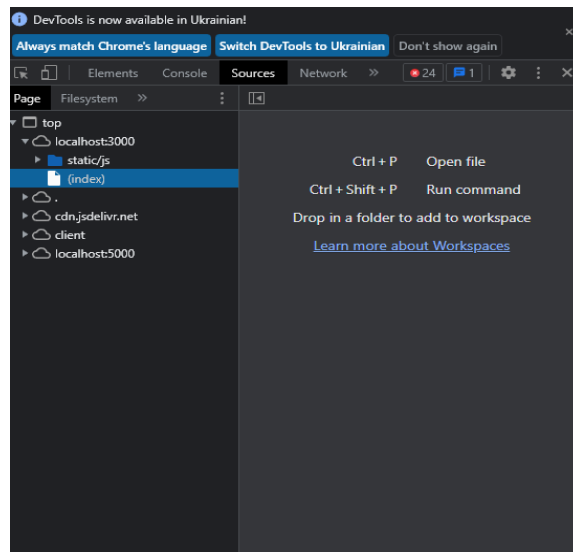 DevTools is now available in Ukrainian!
Always match Chrome's language Switch DevTools to Ukrainian Don't show again
Elements Console Sources Network » 24 1
Page Filesystem »
top
localhost:3000
static/js
(index)
.
cdn.jsdelivr.net
client
localhost:5000
Ctrl + P Open file
Ctrl + Shift + P Run command
Drop in a folder to add to workspace
Learn more about Workspaces